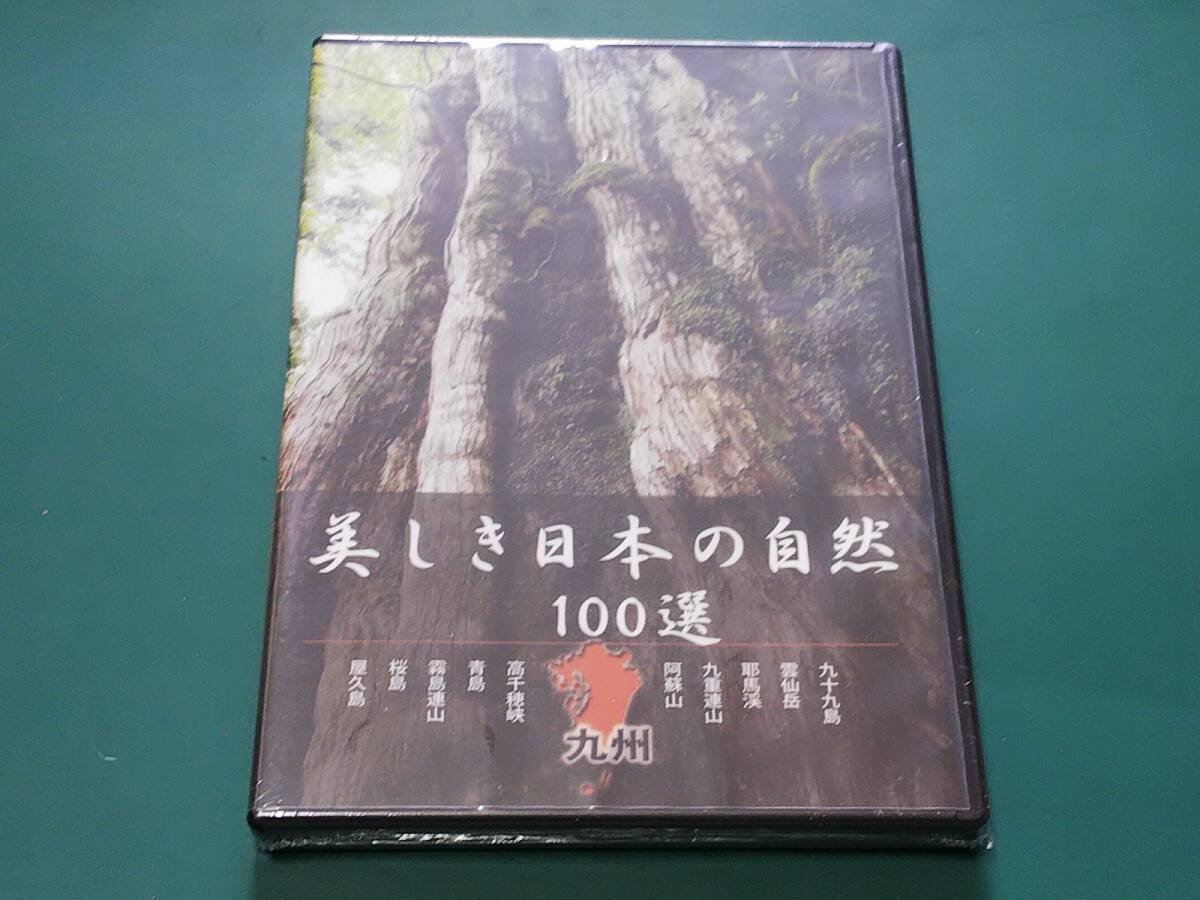 美しき日本の自然
100選
九十九島
雲仙岳
耶馬渓
九重連山
阿蘇山
高千穂峡
青島
霧島連山
桜島
屋久島
九州